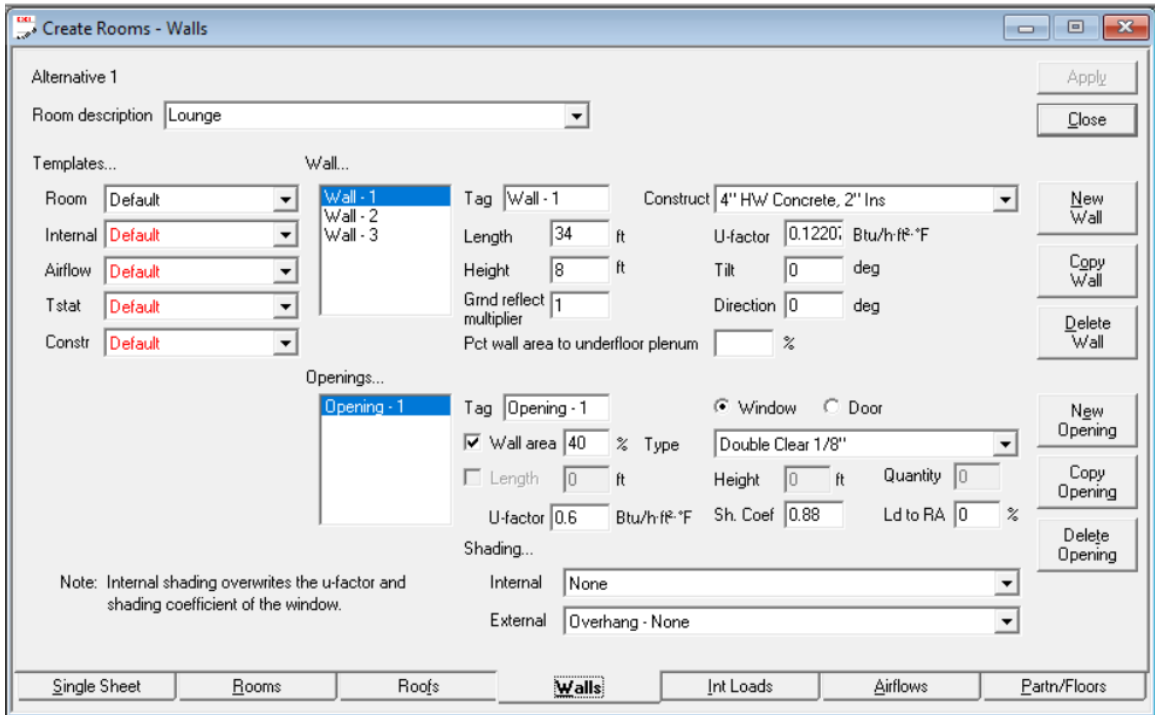 Create Rooms - Walls
Alternative 1
Apply
Room description Lounge
Close
Templates...
Wall...
Room Default
Internal Default
Airflow Default
Tstat Default
Constr Default
Wall - 1
Wall - 2
Wall - 3
Tag Wall - 1 Construct 4" HW Concrete, 2" Ins
Length 34 ft U-factor 0.12207 Btu/h·ft²·°F
Height 8 ft Tilt 0 deg
Grnd reflect multiplier 1 Direction 0 deg
Pct wall area to underfloor plenum %
New Wall
Copy Wall
Delete Wall
Openings...
Opening - 1
Tag Opening - 1 Window Door
Wall area 40 % Type Double Clear 1/8"
Length 0 ft Height 0 ft Quantity 0
U-factor 0.6 Btu/h·ft²·°F Sh. Coef 0.88 Ld to RA 0 %
New Opening
Copy Opening
Delete Opening
Shading...
Note: Internal shading overwrites the u-factor and
shading coefficient of the window.
Internal None
External Overhang - None
Single Sheet Rooms Roofs Walls Int Loads Airflows Partn/Floors